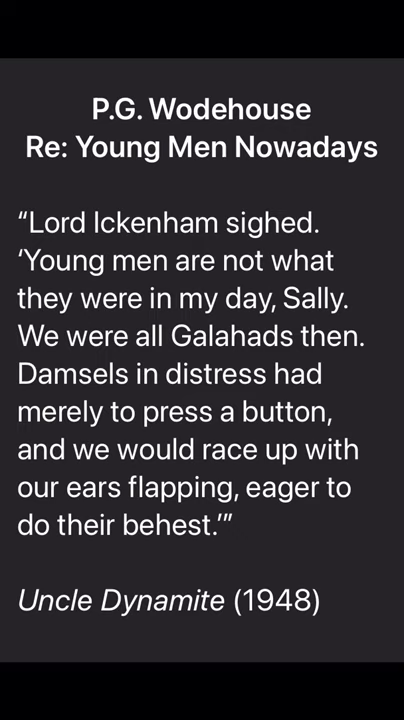 P.G. Wodehouse
Re: Young Men Nowadays
“Lord Ickenham sighed.
‘Young men are not what
they were in my day, Sally.
We were all Galahads then.
Damsels in distress had
merely to press a button,
and we would race up with
our ears flapping, eager to
do their behest.’”
Uncle Dynamite (1948)